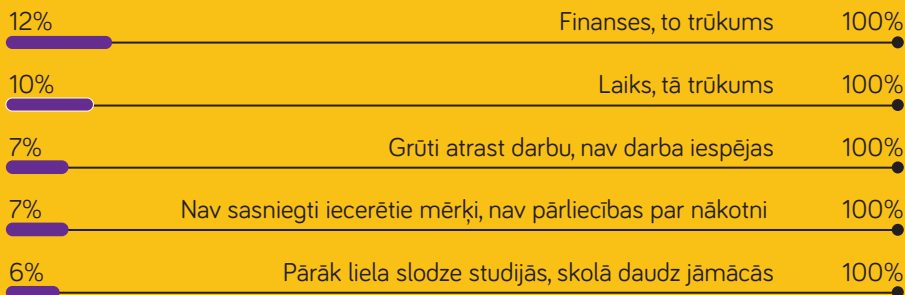 12% Finanses, to trūkums 100%
10% Laiks, tā trūkums 100%
7% Grūti atrast darbu, nav darba iespējas 100%
7% Nav sasniegti iecerētie mērķi, nav pārliecības par nākotni 100%
6% Pārāk liela slodze studijās, skolā daudz jāmācās 100%